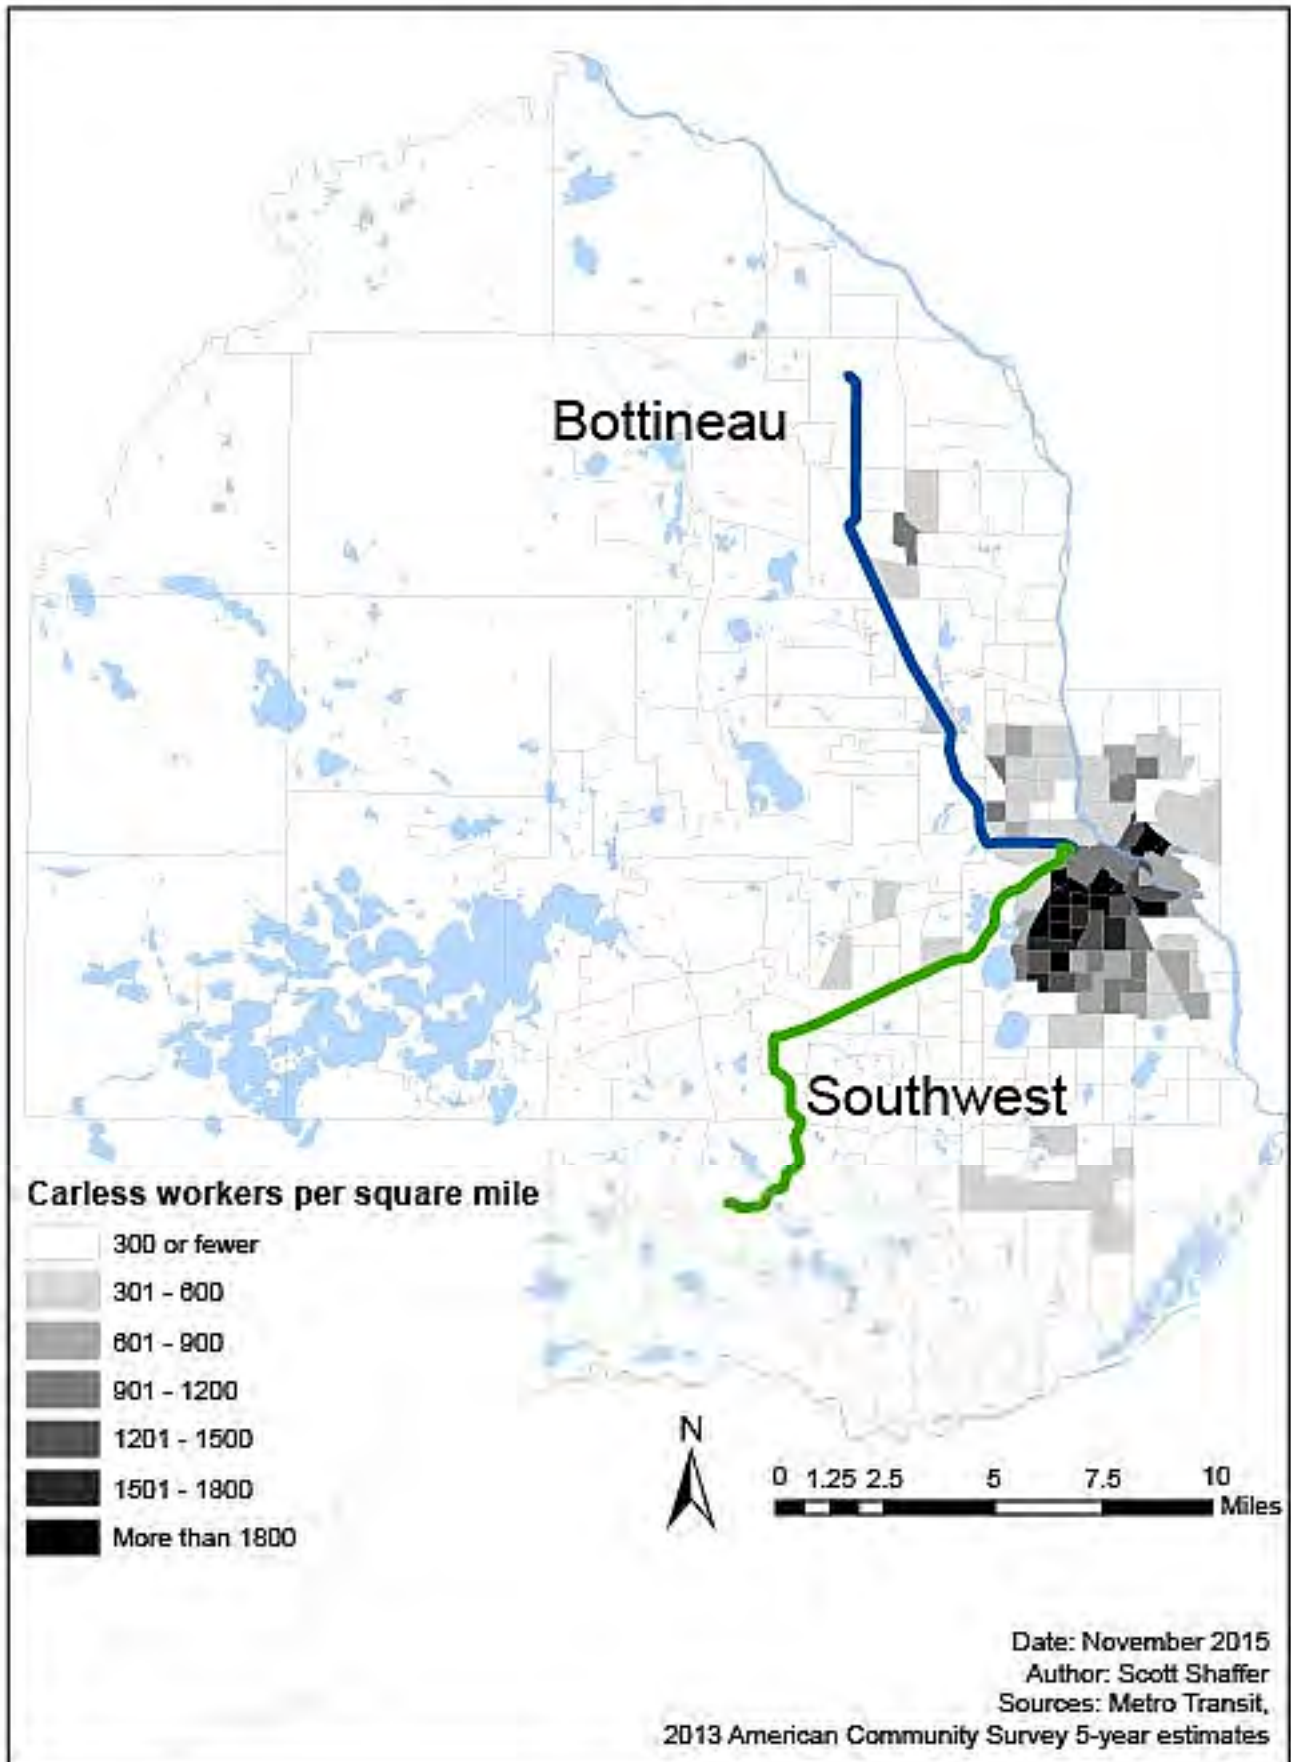 Bottineau
Southwest
Carless workers per square mile
300 or fewer
301 - 600
601 - 900
901 - 1200
1201 - 1500
1501 - 1800
More than 1800
N
0 1.25 2.5 5 7.5 10
Miles
Date: November 2015
Author: Scott Shaffer
Sources: Metro Transit,
2013 American Community Survey 5-year estimates